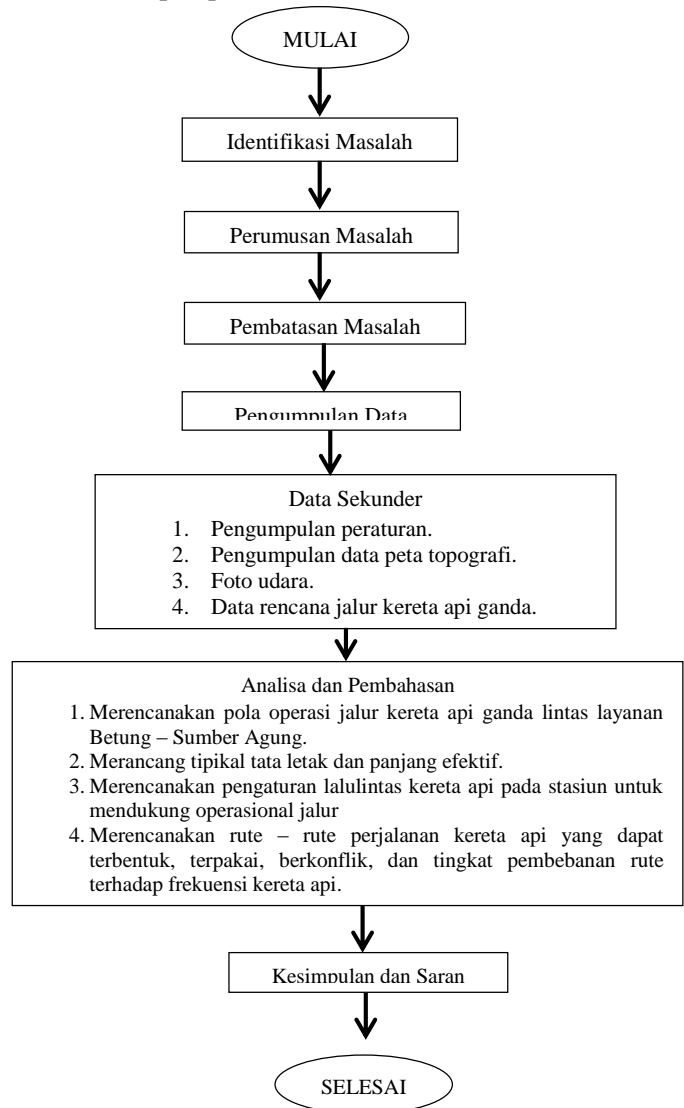 MULAI
Identifikasi Masalah
Perumusan Masalah
Pembatasan Masalah
Pengumpulan Data
Data Sekunder
1. Pengumpulan peraturan.
2. Pengumpulan data peta topografi.
3. Foto udara.
4. Data rencana jalur kereta api ganda.
Analisa dan Pembahasan
1. Merencanakan pola operasi jalur kereta api ganda lintas layanan
Betung – Sumber Agung.
2. Merancang tipikal tata letak dan panjang efektif.
3. Merencanakan pengaturan lalulintas kereta api pada stasiun untuk
mendukung operasional jalur
4. Merencanakan rute – rute perjalanan kereta api yang dapat
terbentuk, terpakai, berkonflik, dan tingkat pembebanan rute
terhadap frekuensi kereta api.
Kesimpulan dan Saran
SELESAI